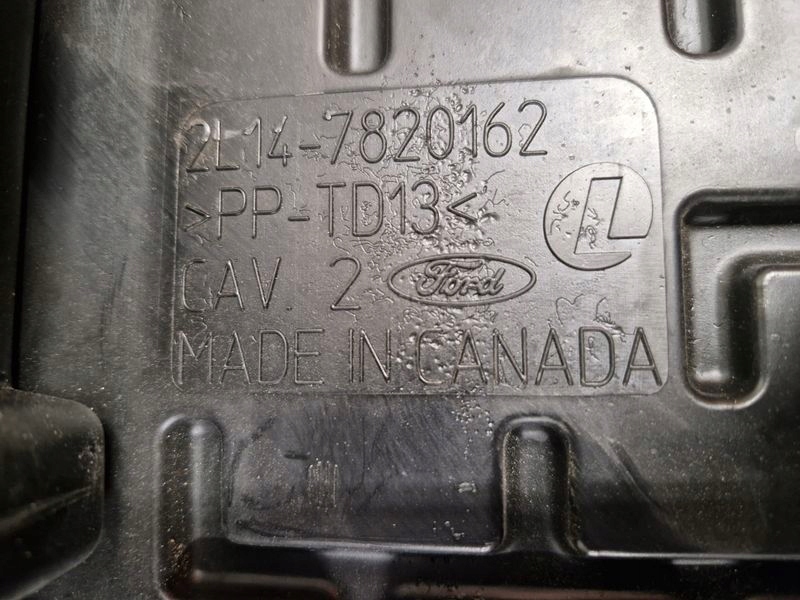 2L14-7820162
>PP-TD13<
L
CAV. 2 Ford
MADE IN CANADA